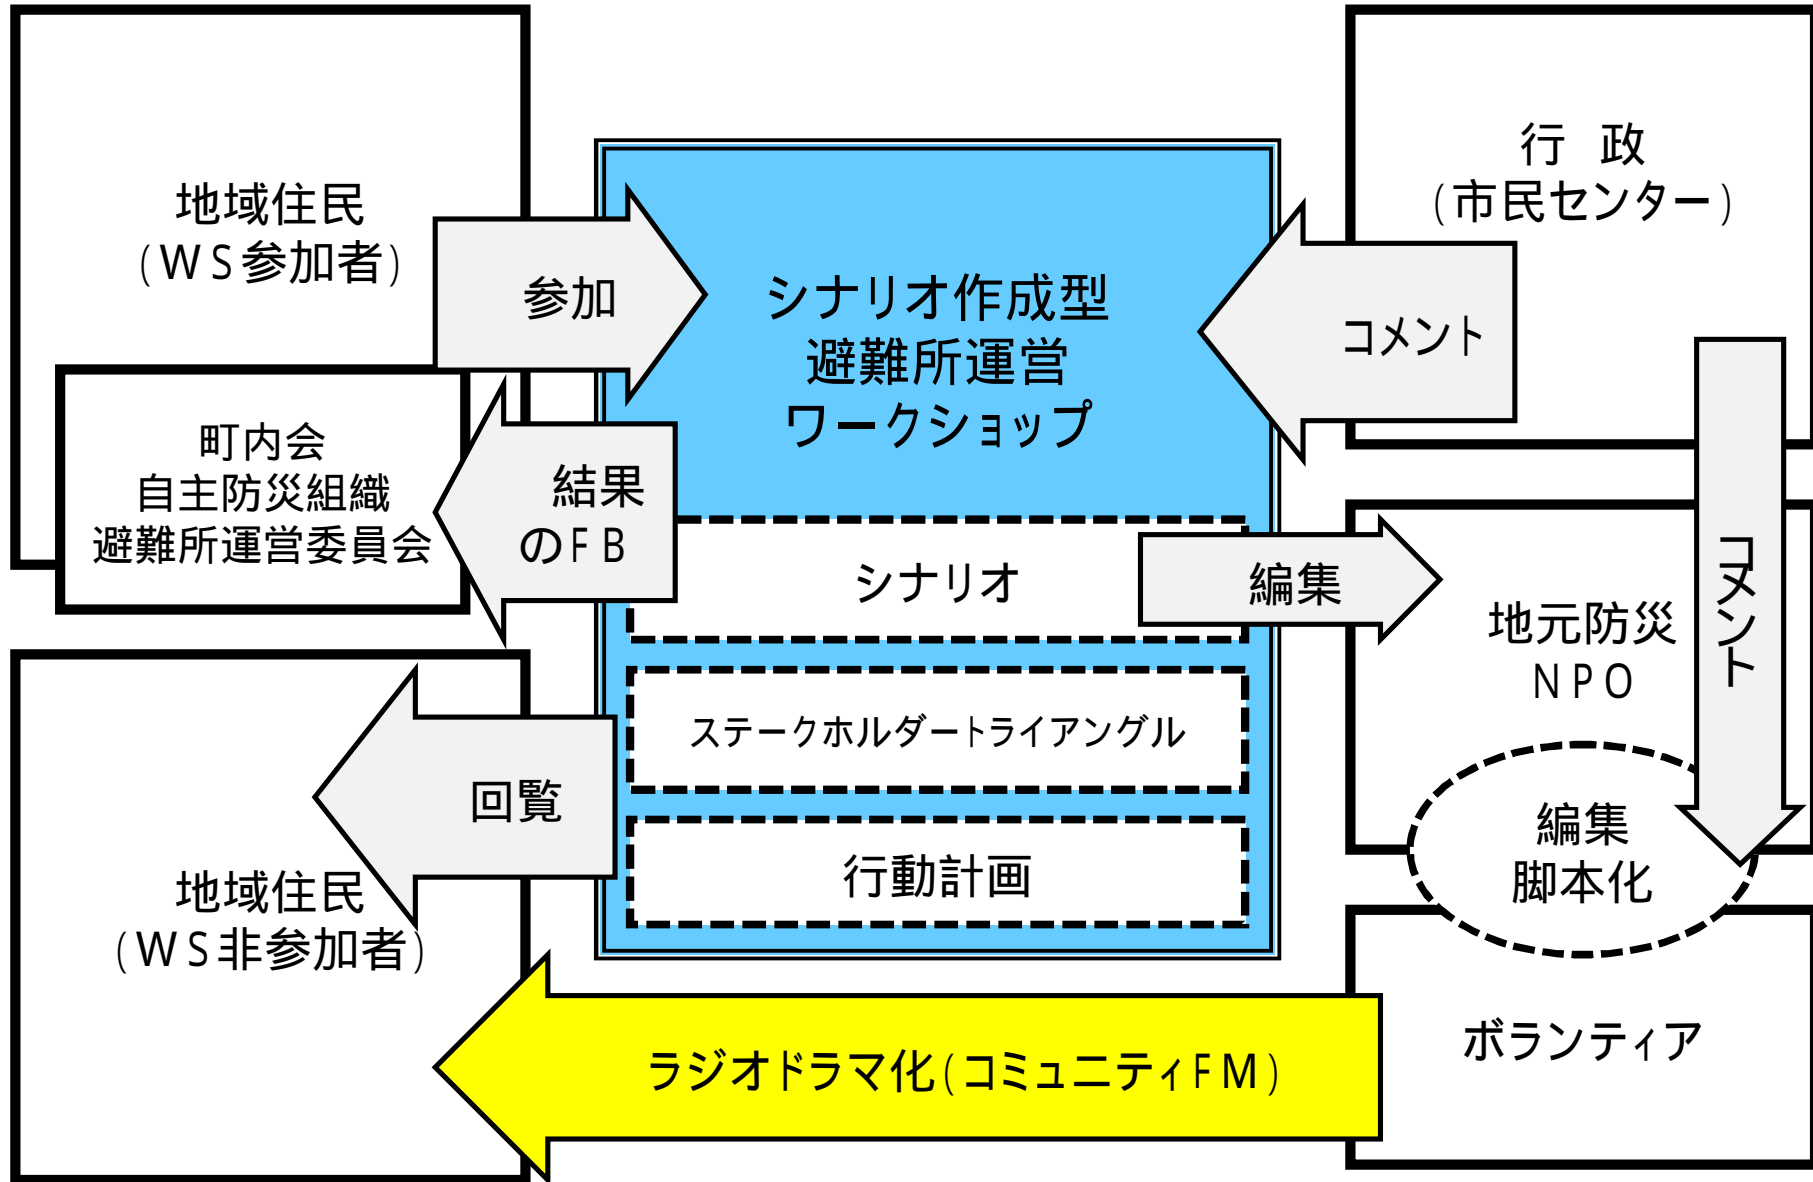 地域住民
(WS参加者)
参加
町内会
自主防災組織
避難所運営委員会
結果
のFB
シナリオ作成型
避難所運営
ワークショップ
シナリオ
ステークホルダートライアングル
行動計画
行 政
(市民センター)
コメント
コメント
編集
地元防災
NPO
編集
脚本化
ボランティア
回覧
地域住民
(WS非参加者)
ラジオドラマ化(コミュニティFM)